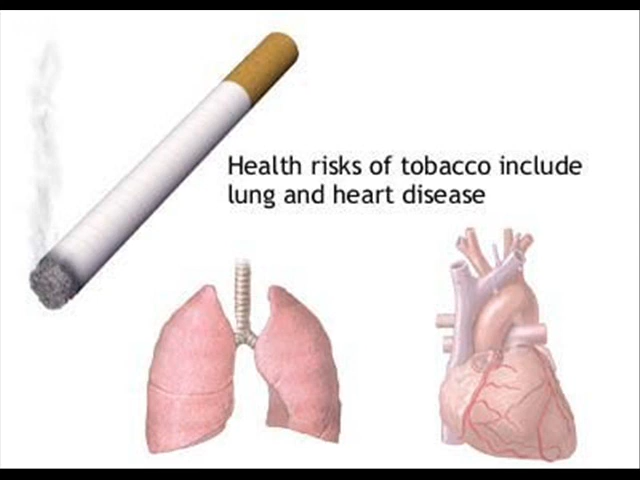 Health risks of tobacco include
lung and heart disease